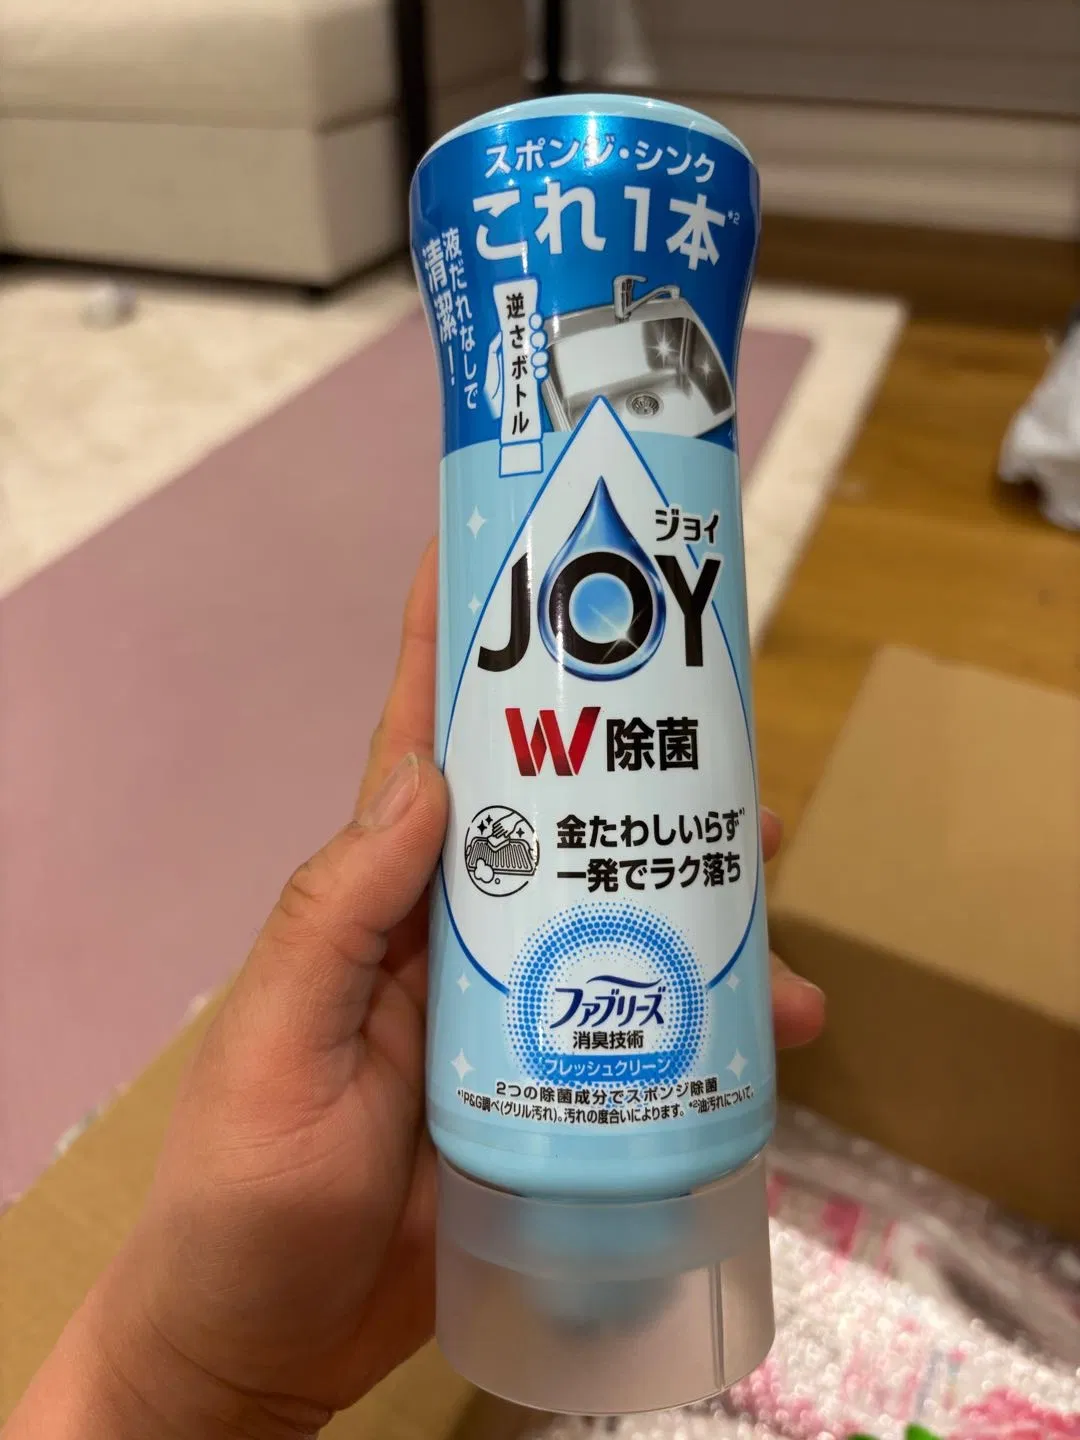 スポンジ・シンク
これ1本*2
液だれなしで
清潔!
逆さボトル
ジョイ
JOY
W除菌
金たわしいらず*1
一発でラク落ち
ファブリーズ
消臭技術
フレッシュクリーン
2つの除菌成分でスポンジ除菌
*1P&G調べ(グリル汚れ)。汚れの度合いによります。*2油汚れについて。